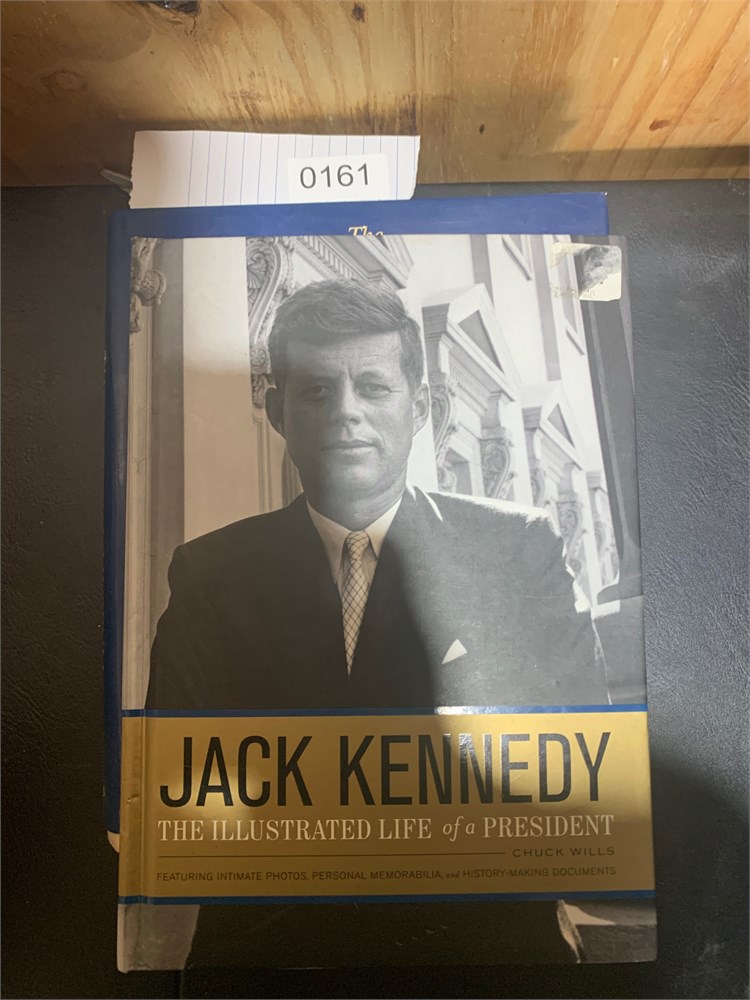 0161
The
JACK KENNEDY
THE ILLUSTRATED LIFE of a PRESIDENT
CHUCK WILLS
FEATURING INTIMATE PHOTOS, PERSONAL MEMORABILIA, and HISTORY-MAKING DOCUMENTS